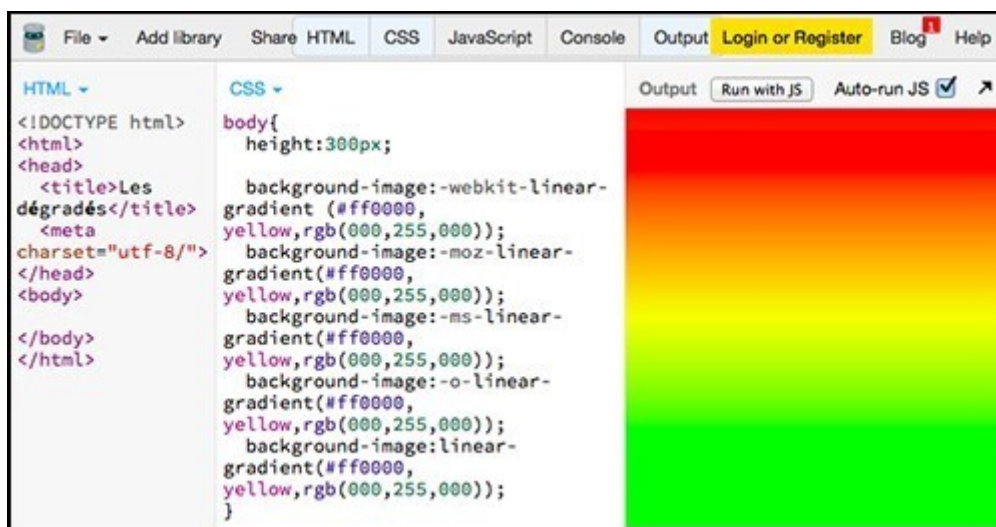 File Add library Share HTML CSS JavaScript Console Output Login or Register Blog 1 Help
HTML
<!DOCTYPE html>
<html>
<head>
<title>Les
dégradés</title>
<meta
charset="utf-8/">
</head>
<body>
</body>
</html>
CSS
body{
height:300px;
background-image:-webkit-linear-
gradient (#ff0000,
yellow,rgb(000,255,000));
background-image:-moz-linear-
gradient(#ff0000,
yellow,rgb(000,255,000));
background-image:-ms-linear-
gradient(#ff0000,
yellow,rgb(000,255,000));
background-image:-o-linear-
gradient(#ff0000,
yellow,rgb(000,255,000));
background-image:linear-
gradient(#ff0000,
yellow,rgb(000,255,000));
}
Output Run with JS Auto-run JS